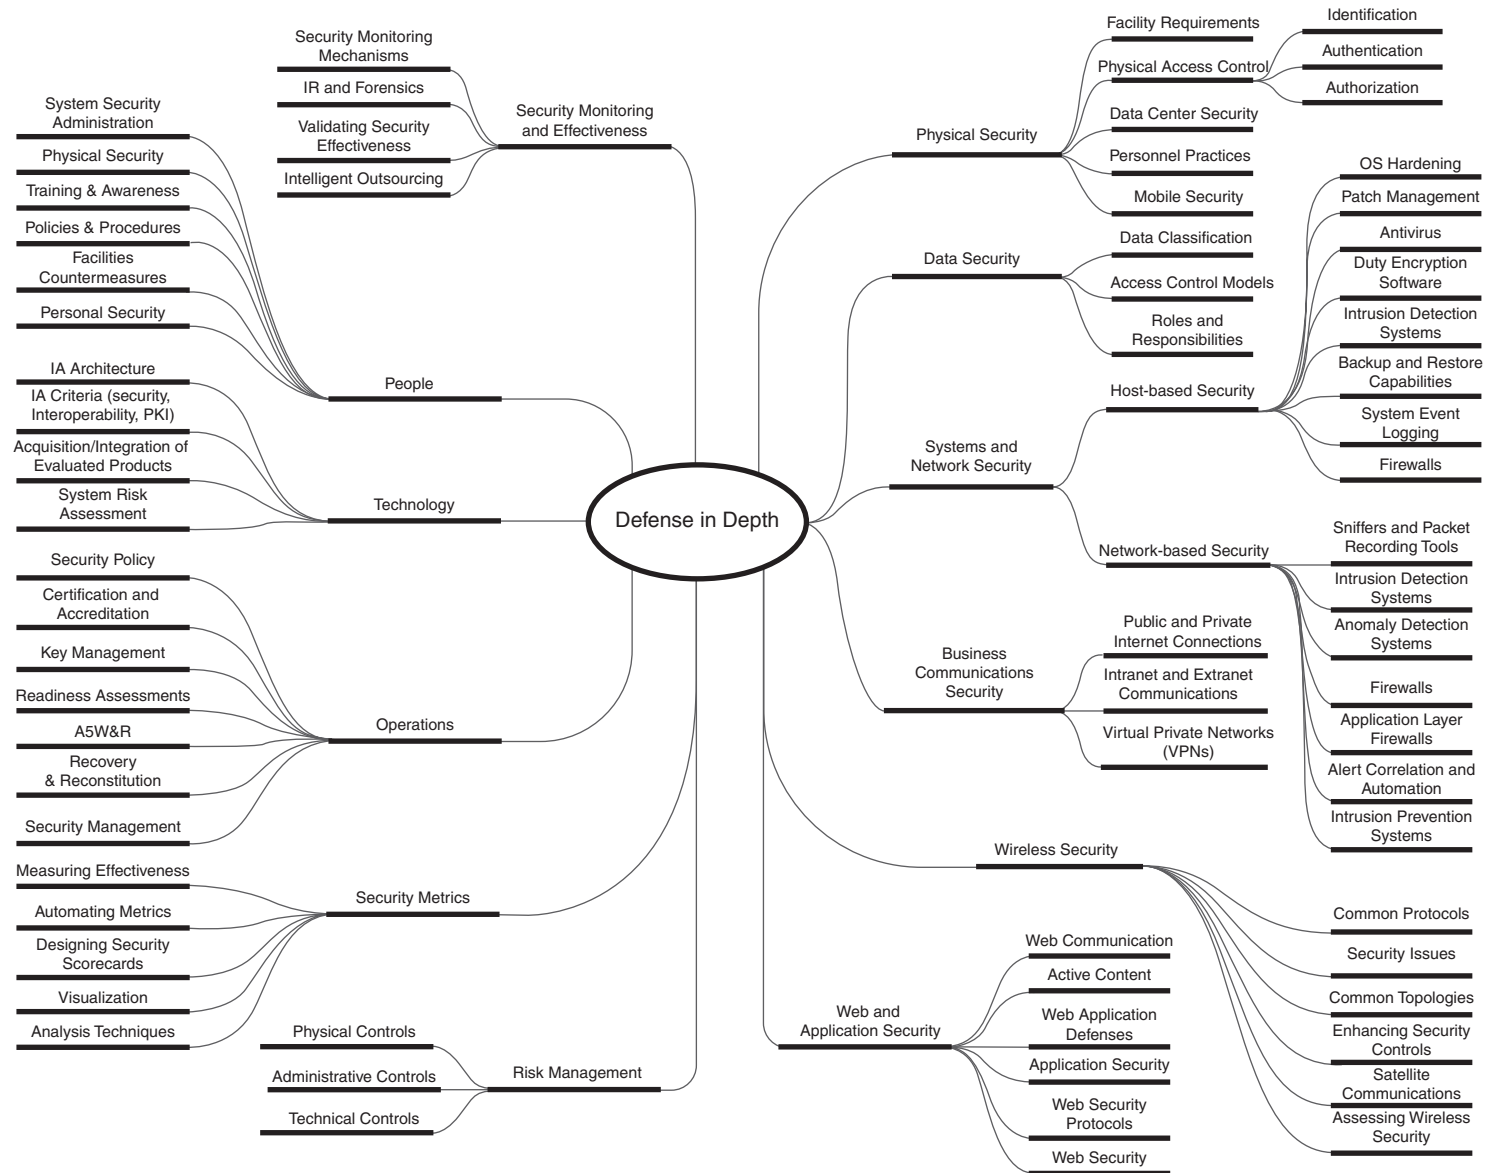 Defense in Depth
Security Monitoring
and Effectiveness
Security Monitoring
Mechanisms
IR and Forensics
Validating Security
Effectiveness
Intelligent Outsourcing
People
System Security
Administration
Physical Security
Training & Awareness
Policies & Procedures
Facilities
Countermeasures
Personal Security
Technology
IA Architecture
IA Criteria (security,
Interoperability, PKI)
Acquisition/Integration of
Evaluated Products
System Risk
Assessment
Operations
Security Policy
Certification and
Accreditation
Key Management
Readiness Assessments
A5W&R
Recovery
& Reconstitution
Security Management
Security Metrics
Measuring Effectiveness
Automating Metrics
Designing Security
Scorecards
Visualization
Analysis Techniques
Risk Management
Physical Controls
Administrative Controls
Technical Controls
Physical Security
Facility Requirements
Physical Access Control
Identification
Authentication
Authorization
Data Center Security
Personnel Practices
Mobile Security
Data Security
Data Classification
Access Control Models
Roles and
Responsibilities
Systems and
Network Security
Host-based Security
OS Hardening
Patch Management
Antivirus
Duty Encryption
Software
Intrusion Detection
Systems
Backup and Restore
Capabilities
System Event
Logging
Firewalls
Network-based Security
Sniffers and Packet
Recording Tools
Intrusion Detection
Systems
Anomaly Detection
Systems
Firewalls
Application Layer
Firewalls
Alert Correlation and
Automation
Intrusion Prevention
Systems
Business
Communications
Security
Public and Private
Internet Connections
Intranet and Extranet
Communications
Virtual Private Networks
(VPNs)
Wireless Security
Common Protocols
Security Issues
Common Topologies
Enhancing Security
Controls
Satellite
Communications
Assessing Wireless
Security
Web and
Application Security
Web Communication
Active Content
Web Application
Defenses
Application Security
Web Security
Protocols
Web Security